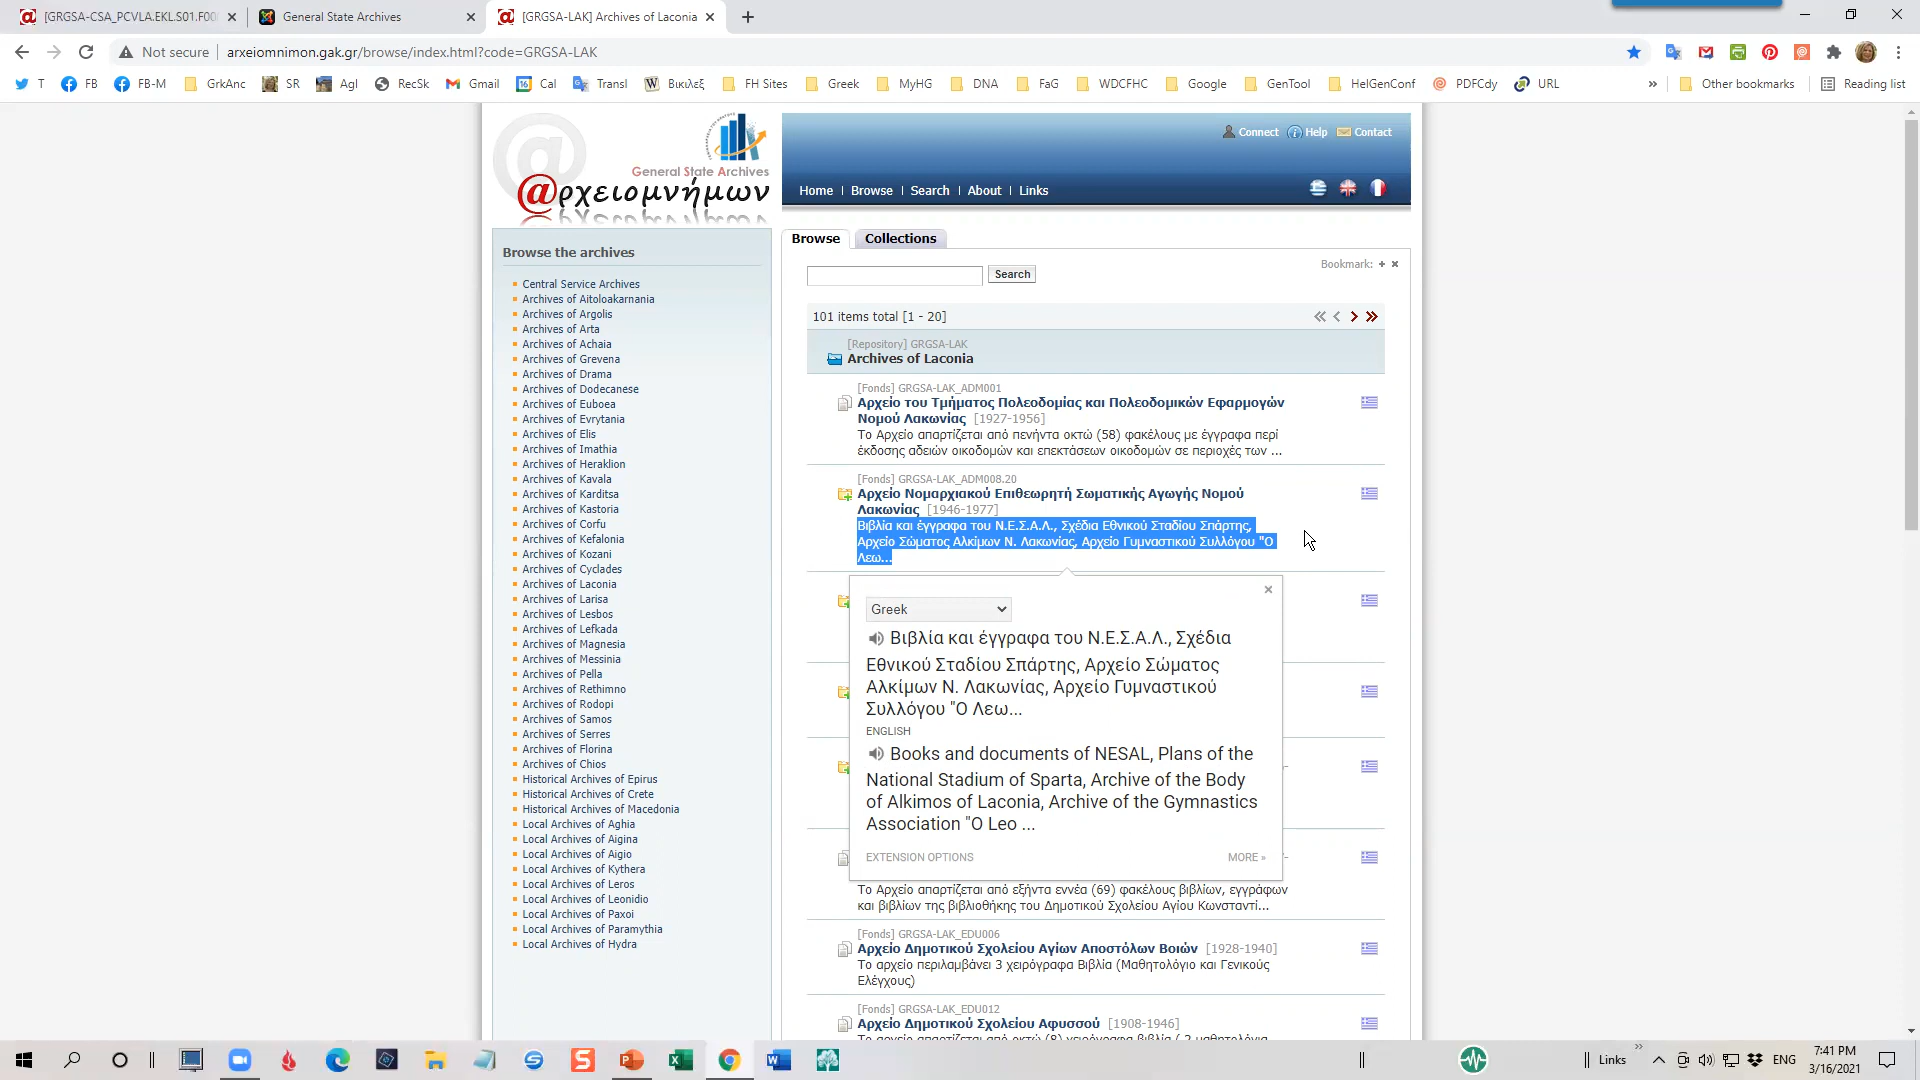 [GRGSA-CSA_PCVLA.EKL.S01.F00
General State Archives
[GRGSA-LAK] Archives of Laconia
Not secure
arxeiomnimon.gak.gr/browse/index.html?code=GRGSA-LAK
T
FB
FB-M
GrkAnc
SR
Agl
RecSk
Gmail
Cal
Transl
Βικιλεξ
FH Sites
Greek
MyHG
DNA
FaG
WDCFHC
Google
GenTool
HelGenConf
PDFCdy
URL
»
Other bookmarks
Reading list
General State Archives
@ρχειομνήμων
Connect
Help
Contact
Home | Browse | Search | About | Links
Browse the archives
Central Service Archives
Archives of Aitoloakarnania
Archives of Argolis
Archives of Arta
Archives of Achaia
Archives of Grevena
Archives of Drama
Archives of Dodecanese
Archives of Euboea
Archives of Evrytania
Archives of Elis
Archives of Imathia
Archives of Heraklion
Archives of Kavala
Archives of Karditsa
Archives of Kastoria
Archives of Corfu
Archives of Kefalonia
Archives of Kozani
Archives of Cyclades
Archives of Laconia
Archives of Larisa
Archives of Lesbos
Archives of Lefkada
Archives of Magnesia
Archives of Messinia
Archives of Pella
Archives of Rethimno
Archives of Rodopi
Archives of Samos
Archives of Serres
Archives of Florina
Archives of Chios
Historical Archives of Epirus
Historical Archives of Crete
Historical Archives of Macedonia
Local Archives of Aghia
Local Archives of Aigina
Local Archives of Aigio
Local Archives of Kythera
Local Archives of Leros
Local Archives of Leonidio
Local Archives of Paxoi
Local Archives of Paramythia
Local Archives of Hydra
Browse
Collections
Bookmark: + ×
Search
101 items total [1 - 20]
[Repository] GRGSA-LAK
Archives of Laconia
[Fonds] GRGSA-LAK_ADM001
Αρχείο του Τμήματος Πολεοδομίας και Πολεοδομικών Εφαρμογών
Νομού Λακωνίας [1927-1956]
Το Αρχείο απαρτίζεται από πενήντα οκτώ (58) φακέλους με έγγραφα περί
έκδοσης αδειών οικοδομών και επεκτάσεων οικοδομών σε περιοχές των ...
[Fonds] GRGSA-LAK_ADM008.20
Αρχείο Νομαρχιακού Επιθεωρητή Σωματικής Αγωγής Νομού
Λακωνίας [1946-1977]
Βιβλία και έγγραφα του Ν.Ε.Σ.Α.Λ., Σχέδια Εθνικού Σταδίου Σπάρτης,
Αρχείο Σώματος Αλκίμων Ν. Λακωνίας, Αρχείο Γυμναστικού Συλλόγου "Ο
Λεω...
Greek
Βιβλία και έγγραφα του Ν.Ε.Σ.Α.Λ., Σχέδια
Εθνικού Σταδίου Σπάρτης, Αρχείο Σώματος
Αλκίμων Ν. Λακωνίας, Αρχείο Γυμναστικού
Συλλόγου "Ο Λεω...
ENGLISH
Books and documents of NESAL, Plans of the
National Stadium of Sparta, Archive of the Body
of Alkimos of Laconia, Archive of the Gymnastics
Association "O Leo ...
EXTENSION OPTIONS
MORE »
Το Αρχείο απαρτίζεται από εξήντα εννέα (69) φακέλους βιβλίων, εγγράφων
και βιβλίων της βιβλιοθήκης του Δημοτικού Σχολείου Αγίου Κωνσταντί...
[Fonds] GRGSA-LAK_EDU006
Αρχείο Δημοτικού Σχολείου Αγίων Αποστόλων Βοιών [1928-1940]
Το αρχείο περιλαμβάνει 3 χειρόγραφα Βιβλία (Μαθητολόγιο και Γενικούς
Ελέγχους)
[Fonds] GRGSA-LAK_EDU012
Αρχείο Δημοτικού Σχολείου Αφυσσού [1908-1946]
Το αρχείο απαρτίζεται από οκτώ (8) χειρόγραφα βιβλία ( 2 μαθητολόγια,
Links
»
ENG
7:41 PM
3/16/2021